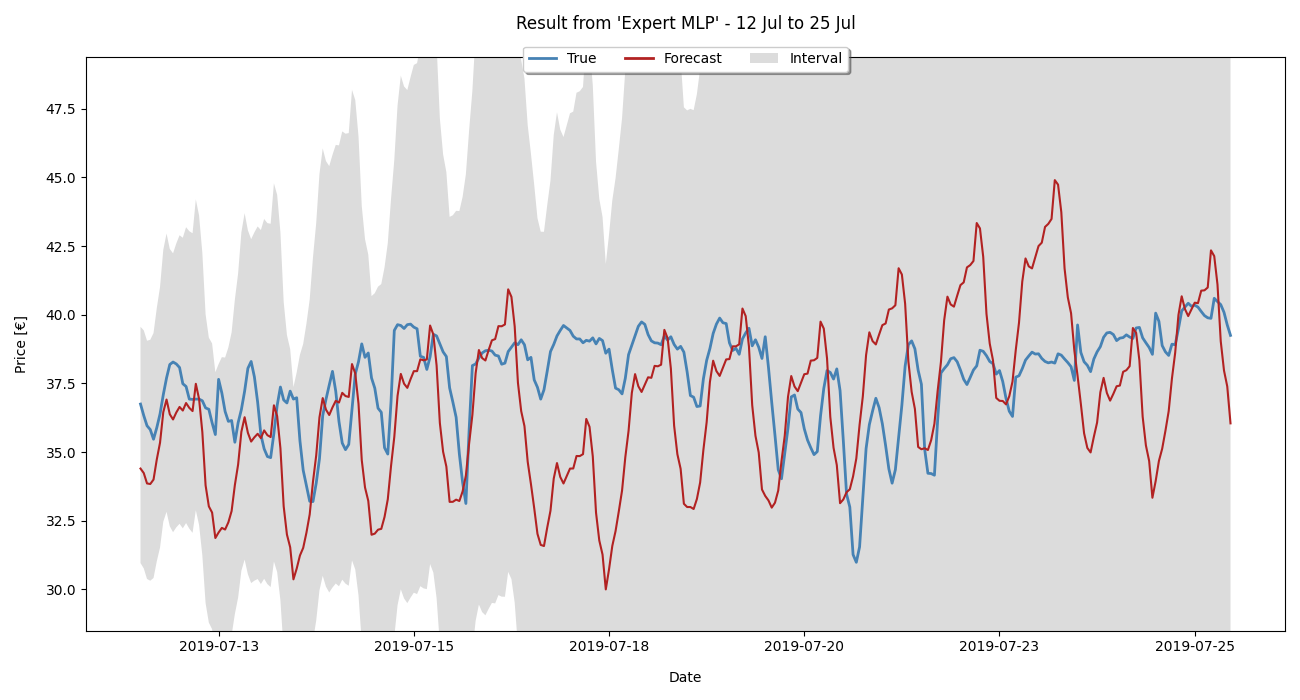 Result from 'Expert MLP' - 12 Jul to 25 Jul
True Forecast Interval
47.5
45.0
42.5
40.0
37.5
35.0
32.5
30.0
Price [€]
2019-07-13 2019-07-15 2019-07-18 2019-07-20 2019-07-23 2019-07-25
Date